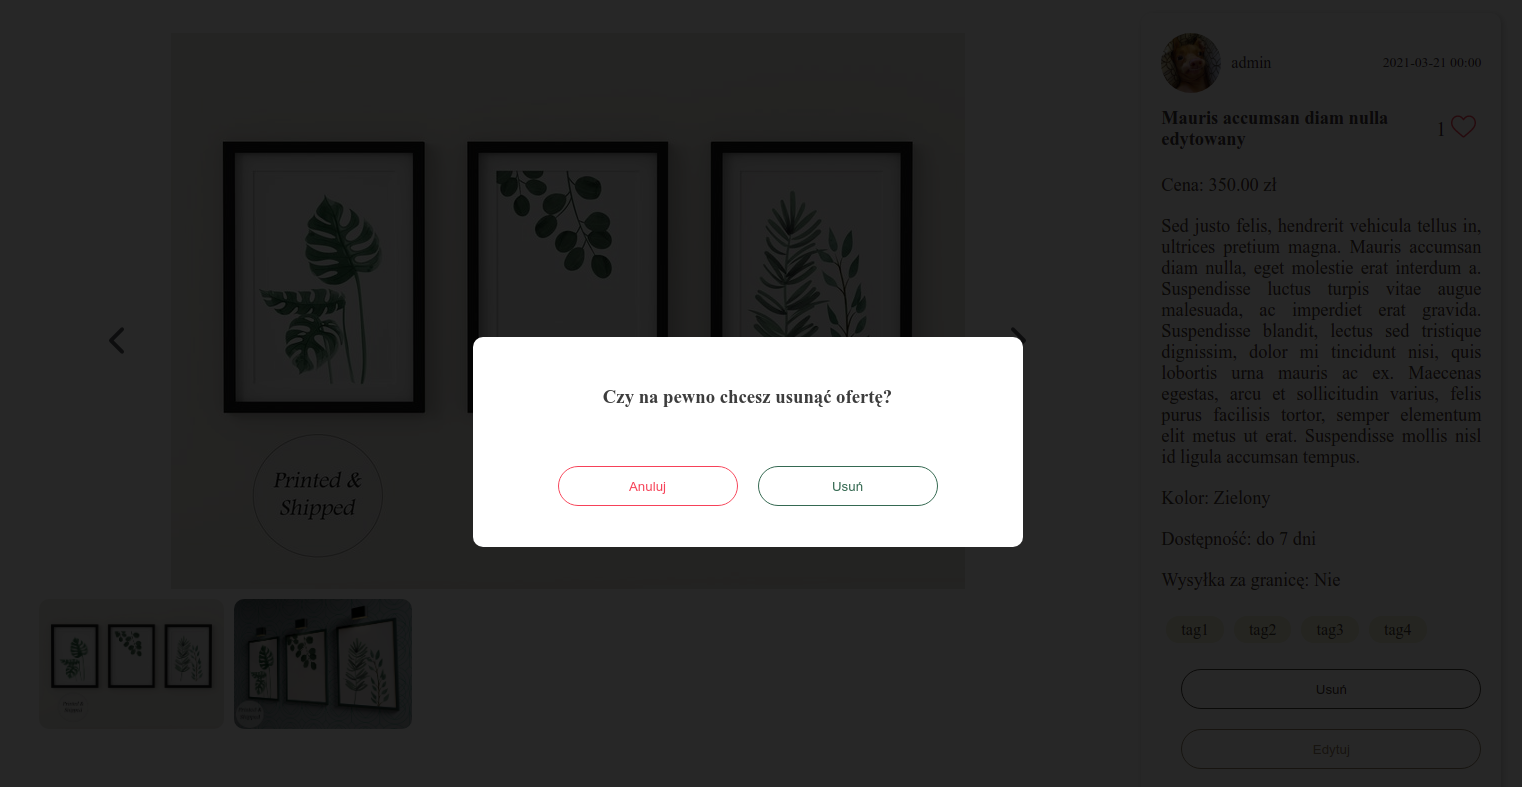 admin
2021-03-21 00:00
Mauris accumsan diam nulla
edytowany
1
Cena: 350.00 zł
Sed justo felis, hendrerit vehicula tellus in,
ultrices pretium magna. Mauris accumsan
diam nulla, eget molestie erat interdum a.
Suspendisse luctus turpis vitae augue
malesuada, ac imperdiet erat gravida.
Suspendisse blandit, lectus sed tristique
dignissim, dolor mi tincidunt nisi, quis
lobortis urna mauris ac ex. Maecenas
egestas, arcu et sollicitudin varius, felis
purus facilisis tortor, semper elementum
elit metus ut erat. Suspendisse mollis nisl
id ligula accumsan tempus.
Kolor: Zielony
Dostępność: do 7 dni
Wysyłka za granicę: Nie
tag1 tag2 tag3 tag4
Usuń
Edytuj
Czy na pewno chcesz usunąć ofertę?
Anuluj
Usuń
Printed &
Shipped